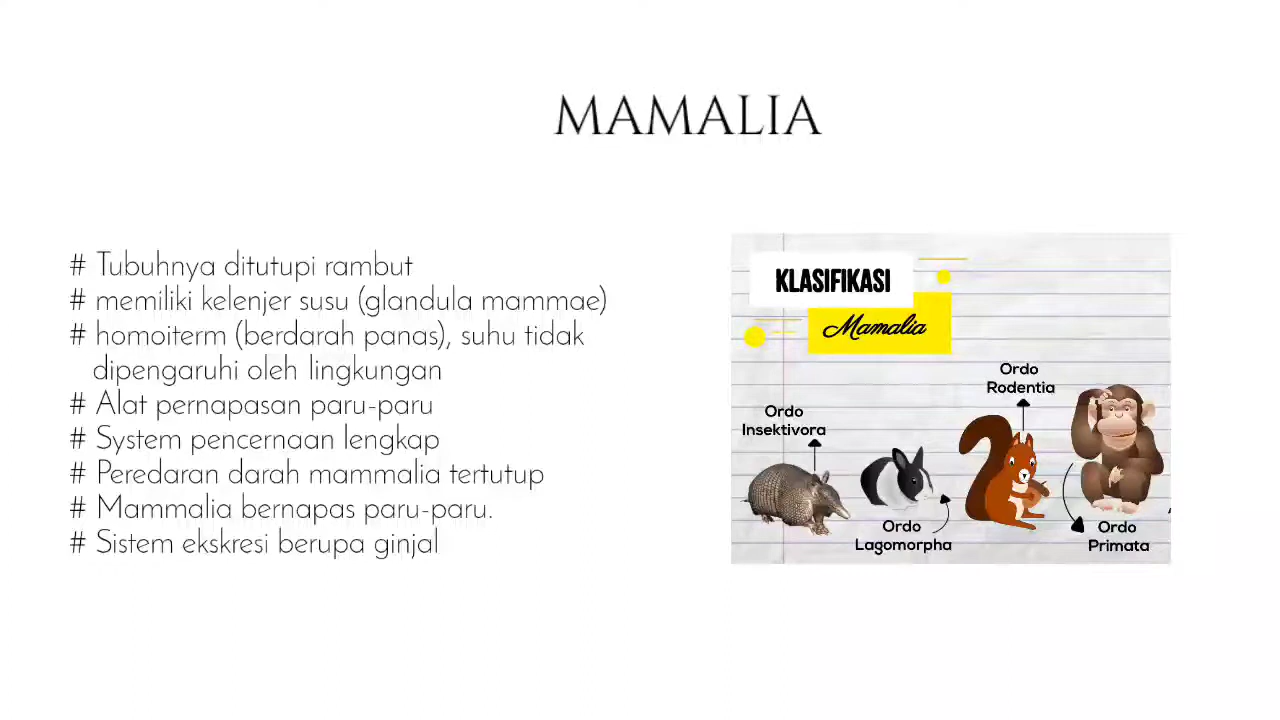 MAMALIA
# Tubuhnya ditutupi rambut
# memiliki kelenjer susu (glandula mammae)
# homoiterm (berdarah panas), suhu tidak
dipengaruhi oleh lingkungan
# Alat pernapasan paru-paru
# System pencernaan lengkap
# Peredaran darah mammalia tertutup
# Mammalia bernapas paru-paru.
# Sistem ekskresi berupa ginjal
KLASIFIKASI
Mamalia
Ordo
Insektivora
Ordo
Lagomorpha
Ordo
Rodentia
Ordo
Primata